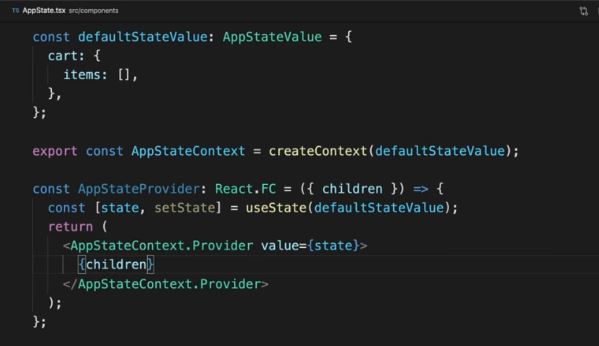 TS AppState.tsx src/components
const defaultStateValue: AppStateValue = {
  cart: {
    items: [],
  },
};
export const AppStateContext = createContext(defaultStateValue);
const AppStateProvider: React.FC = ({ children }) => {
  const [state, setState] = useState(defaultStateValue);
  return (
    <AppStateContext.Provider value={state}>
      {children}
    </AppStateContext.Provider>
  );
};